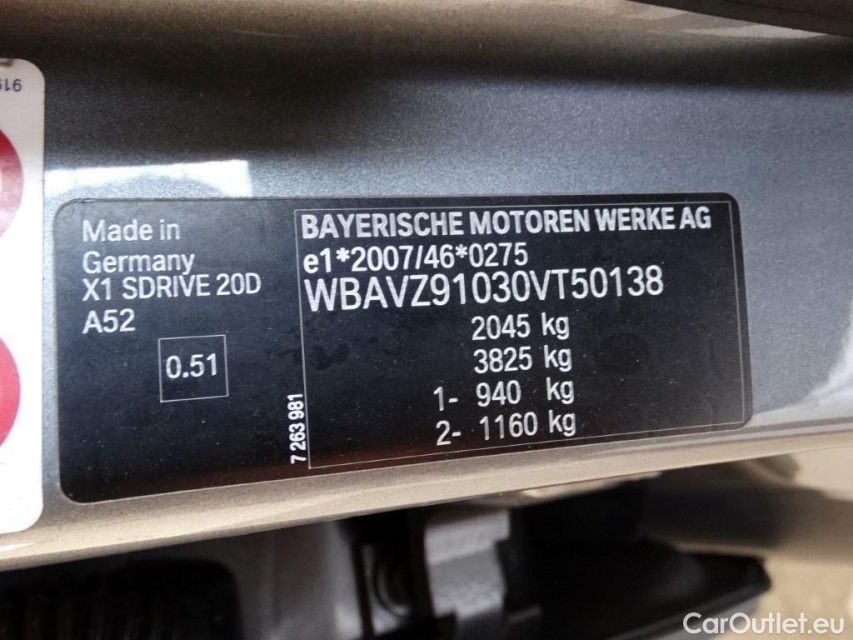 Made in
Germany
X1 SDRIVE 20D
A52
0.51
7 263 981
BAYERISCHE MOTOREN WERKE AG
e1*2007/46*0275
WBAVZ91030VT50138
2045 kg
3825 kg
1- 940 kg
2- 1160 kg
CarOutlet.eu